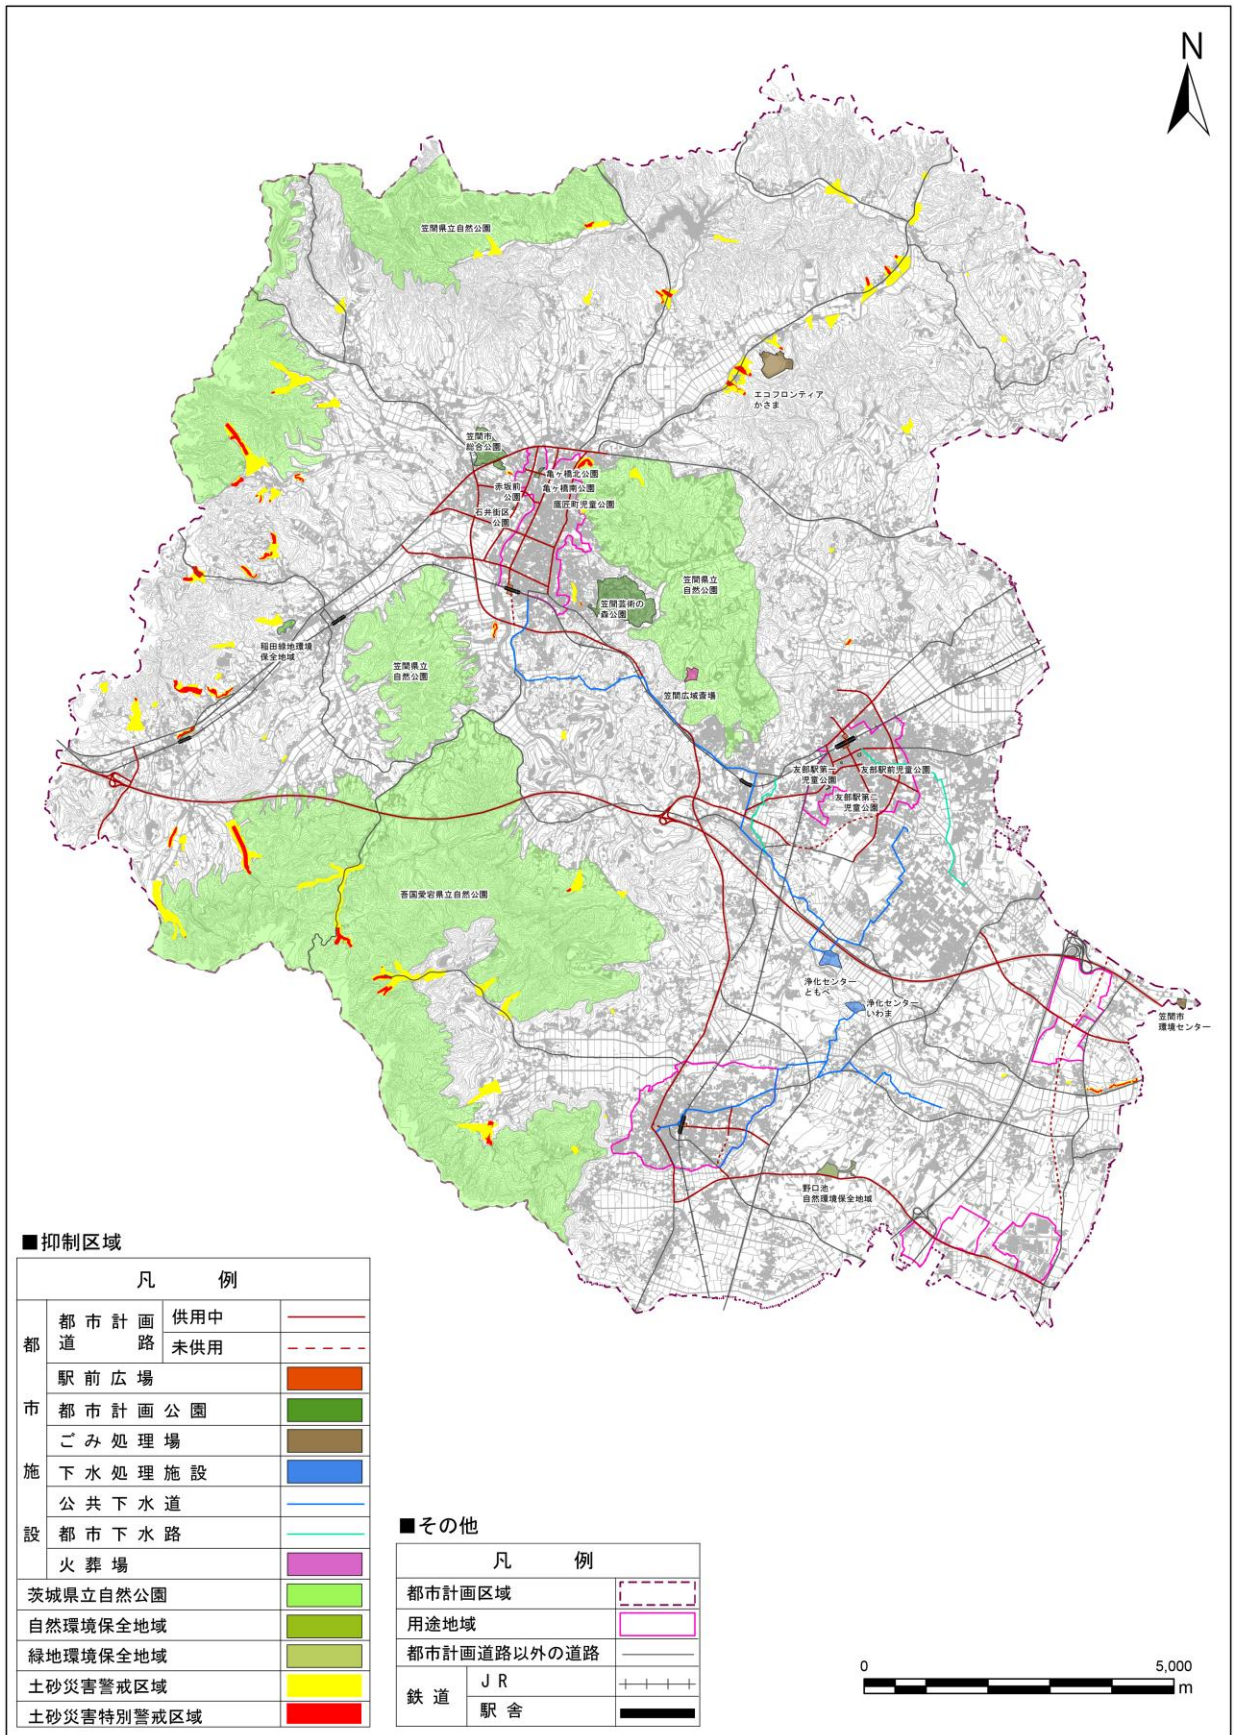 N
笠間県立自然公園
エコフロンティア
かさま
笠間市
総合公園
亀ヶ橋北公園
赤坂前
公園
亀ヶ橋南公園
石井街区
公園
鷹匠町児童公園
笠間県立
自然公園
笠間芸術の
森公園
稲田緑地環境
保全地域
笠間県立
自然公園
笠間広域斎場
友部駅第一
児童公園
友部駅前児童公園
友部駅第二
児童公園
吾国愛宕県立自然公園
浄化センター
ともべ
浄化センター
いわま
笠間市
環境センター
野口池
自然環境保全地域
■抑制区域
凡 例
都市施設
都市計画道路
供用中
未供用
駅前広場
都市計画公園
ごみ処理場
下水処理施設
公共下水道
都市下水路
火葬場
茨城県立自然公園
自然環境保全地域
緑地環境保全地域
土砂災害警戒区域
土砂災害特別警戒区域
■その他
凡 例
都市計画区域
用途地域
都市計画道路以外の道路
鉄道
JR
駅舎
0 5,000
m